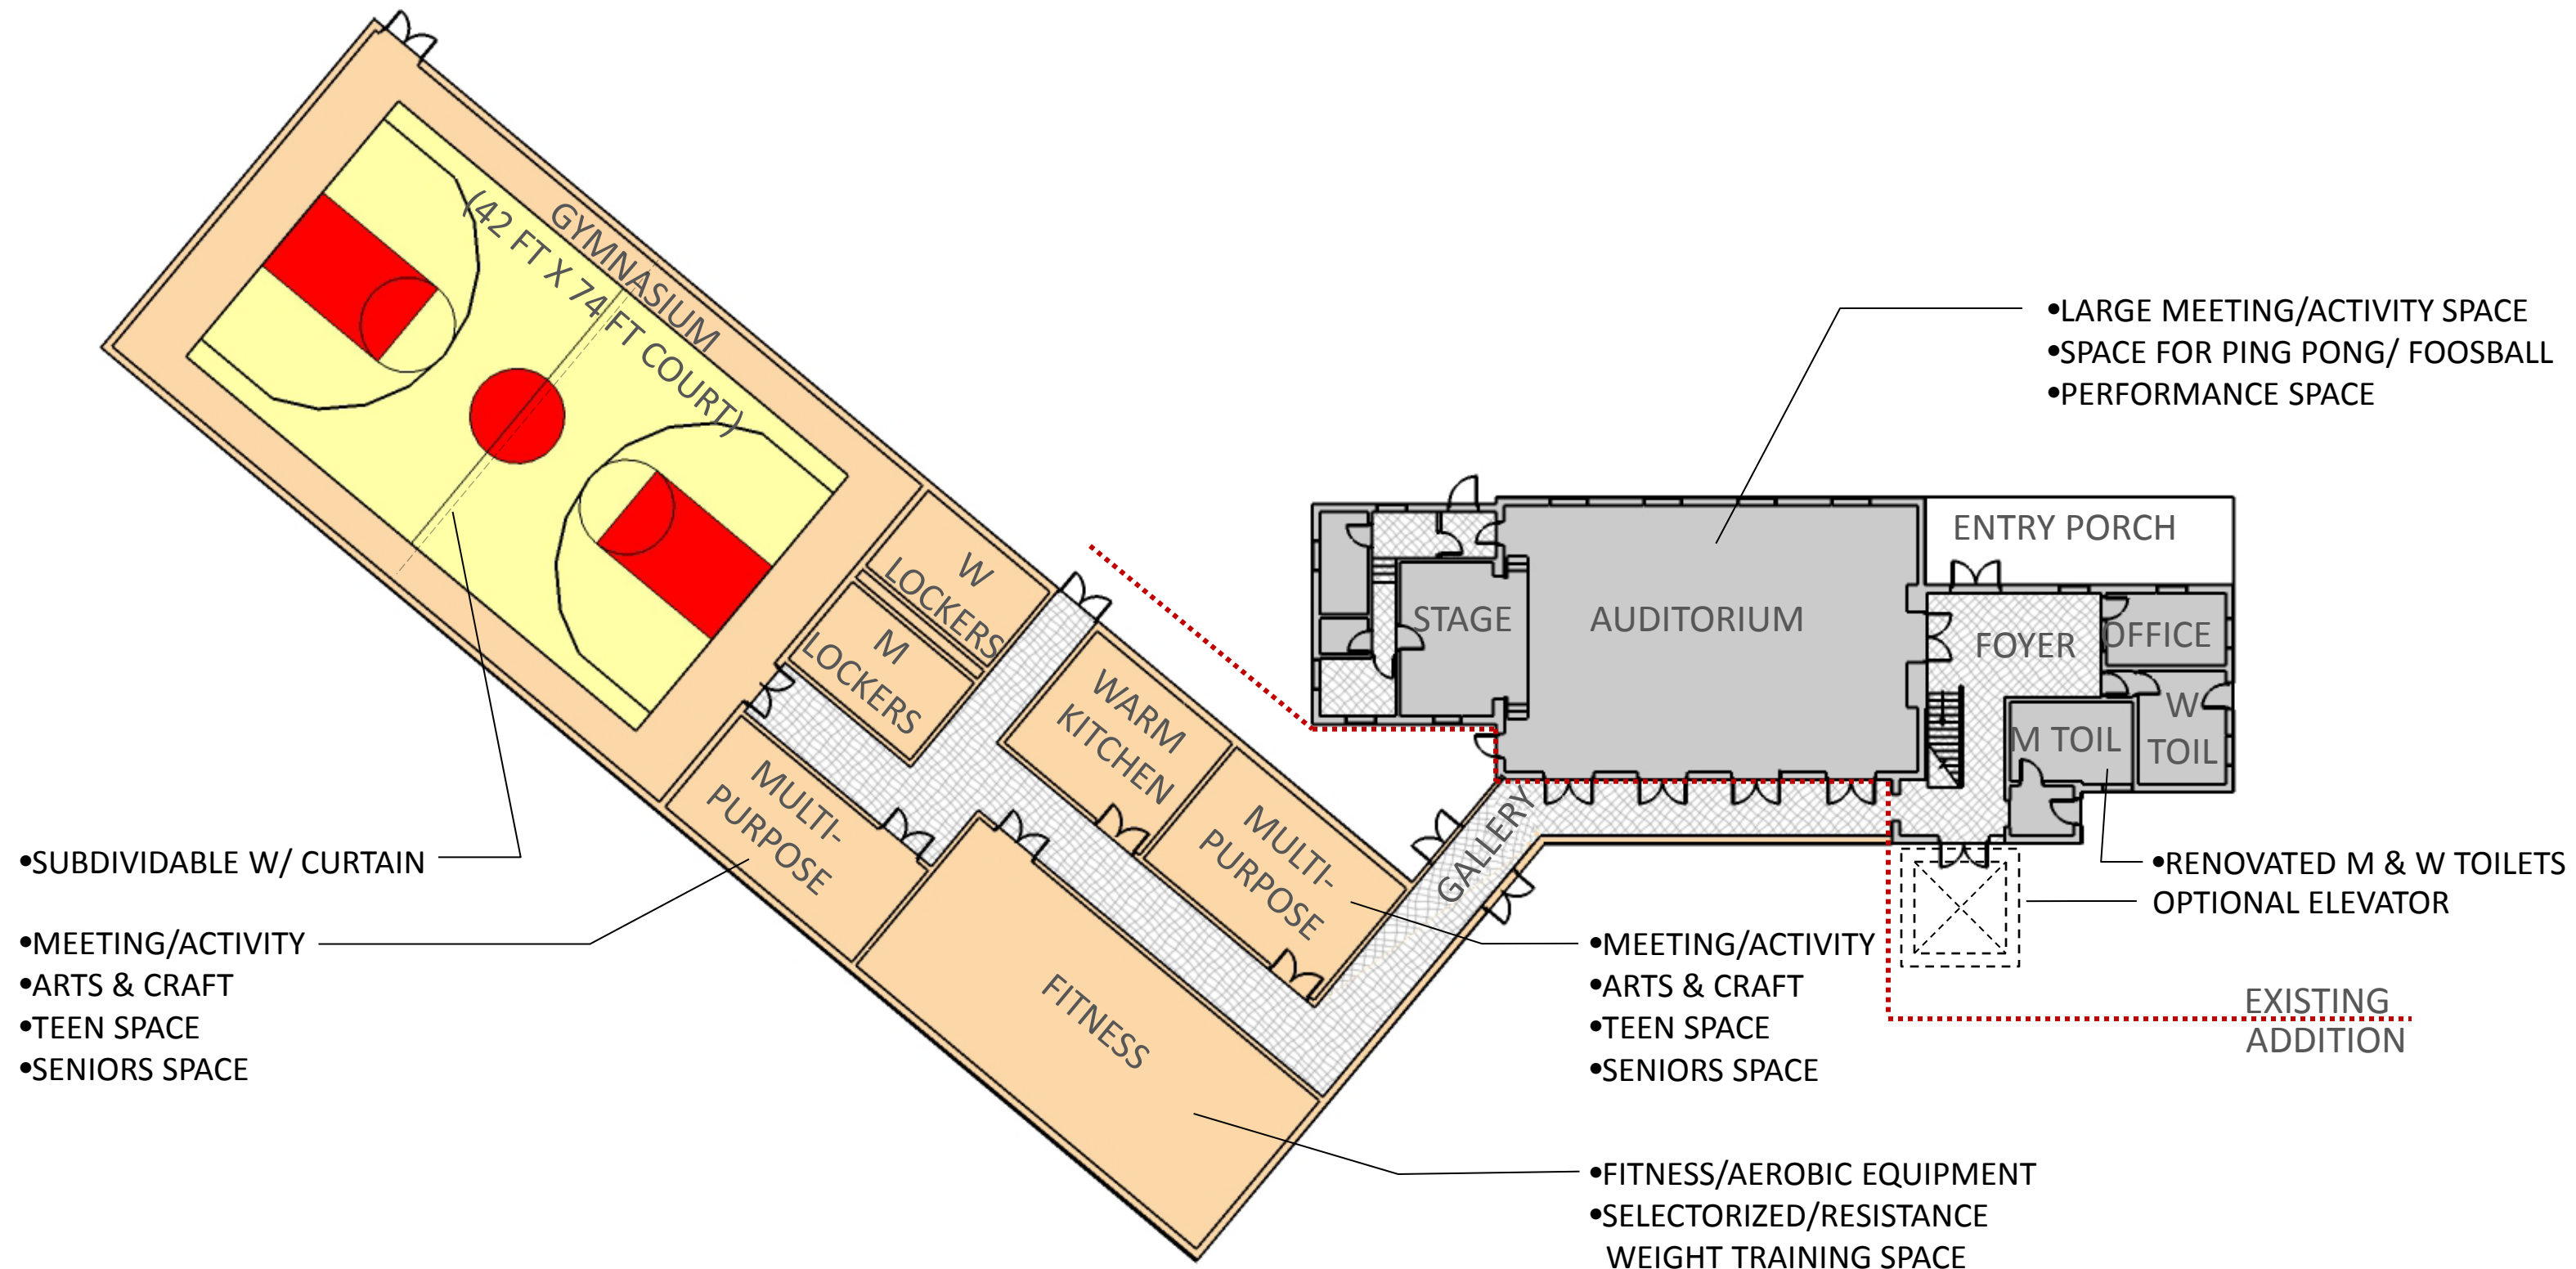 GYMNASIUM
(42 FT X 74 FT COURT)
W
LOCKERS
M
LOCKERS
WARM
KITCHEN
MULTI-
PURPOSE
MULTI-
PURPOSE
FITNESS
GALLERY
STAGE
AUDITORIUM
ENTRY PORCH
FOYER
OFFICE
M TOIL
W
TOIL
•LARGE MEETING/ACTIVITY SPACE
•SPACE FOR PING PONG/ FOOSBALL
•PERFORMANCE SPACE
•SUBDIVIDABLE W/ CURTAIN
•MEETING/ACTIVITY
•ARTS & CRAFT
•TEEN SPACE
•SENIORS SPACE
•MEETING/ACTIVITY
•ARTS & CRAFT
•TEEN SPACE
•SENIORS SPACE
•RENOVATED M & W TOILETS
OPTIONAL ELEVATOR
EXISTING
ADDITION
•FITNESS/AEROBIC EQUIPMENT
•SELECTORIZED/RESISTANCE
WEIGHT TRAINING SPACE